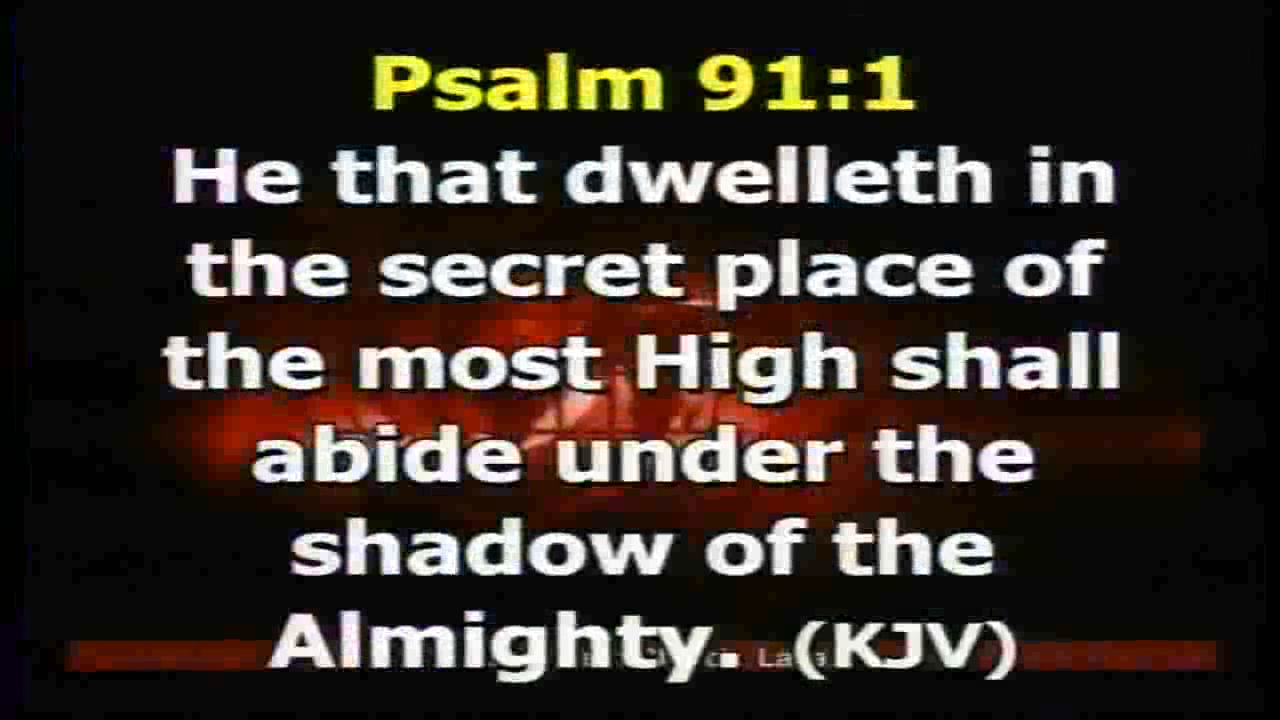 Psalm 91:1
He that dwelleth in
the secret place of
the most High shall
abide under the
shadow of the
Almighty. (KJV)